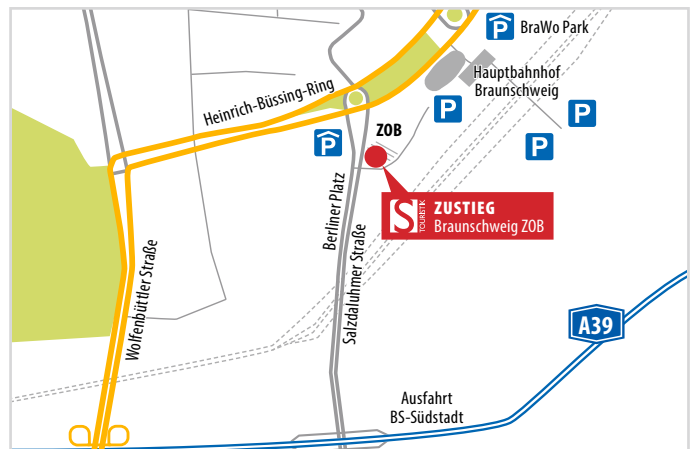 P
BraWo Park
Hauptbahnhof
Braunschweig
Heinrich-Büssing-Ring
P
P
P
P
ZOB
S TOURISTIK
ZUSTIEG
Braunschweig ZOB
Berliner Platz
Salzdaluhmer Straße
Wolfenbüttler Straße
A39
Ausfahrt
BS-Südstadt